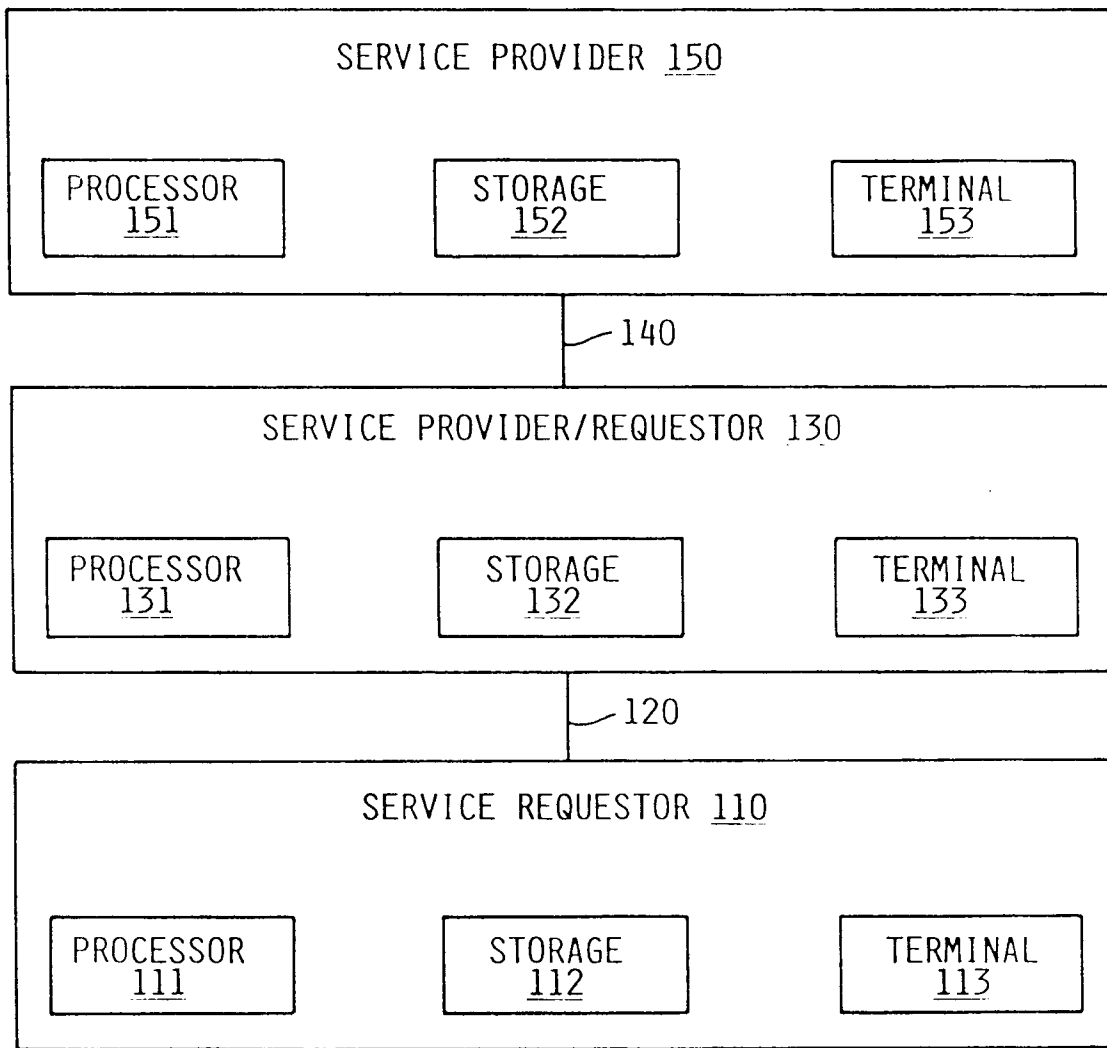 SERVICE PROVIDER 150
PROCESSOR
151
STORAGE
152
TERMINAL
153
140
SERVICE PROVIDER/REQUESTOR 130
PROCESSOR
131
STORAGE
132
TERMINAL
133
120
SERVICE REQUESTOR 110
PROCESSOR
111
STORAGE
112
TERMINAL
113